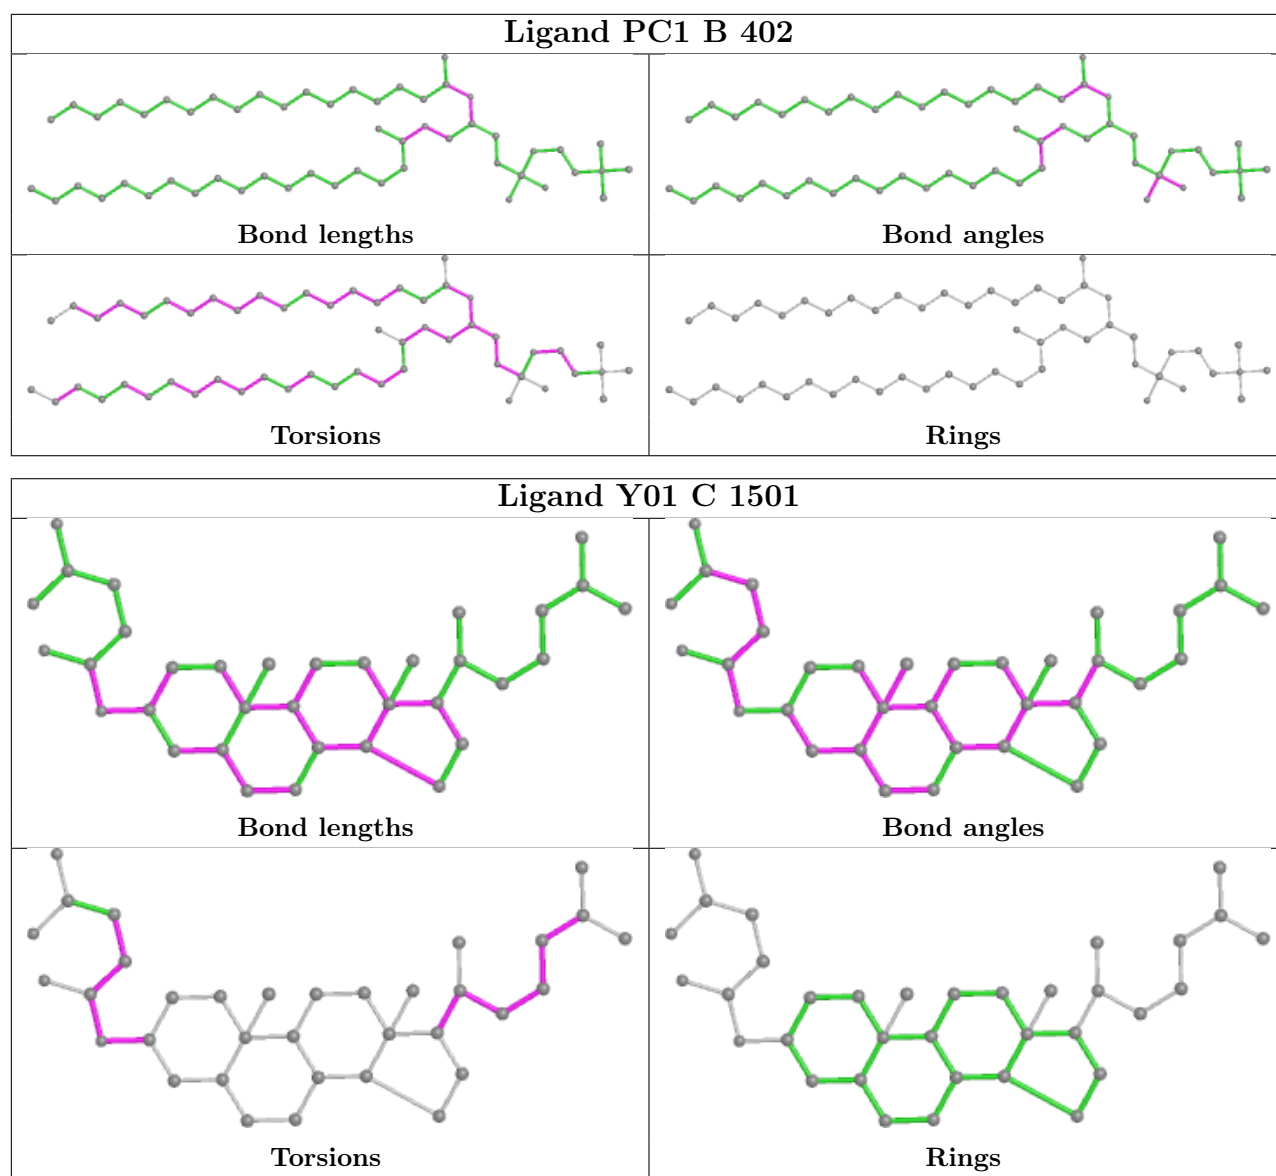 Ligand PC1 B 402
Bond lengths
Bond angles
Torsions
Rings
Ligand Y01 C 1501
Bond lengths
Bond angles
Torsions
Rings